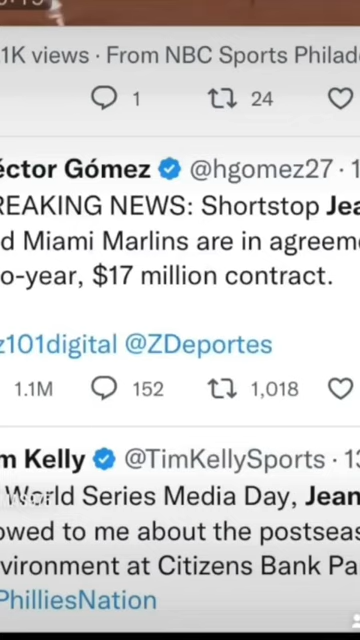 1K views · From NBC Sports Philad
1 24
éctor Gómez @hgomez27 · 1
REAKING NEWS: Shortstop Jea
d Miami Marlins are in agreem
o-year, $17 million contract.
z101digital @ZDeportes
1.1M 152 1,018
m Kelly @TimKellySports · 13
World Series Media Day, Jean
owed to me about the postseas
vironment at Citizens Bank Pa
PhilliesNation